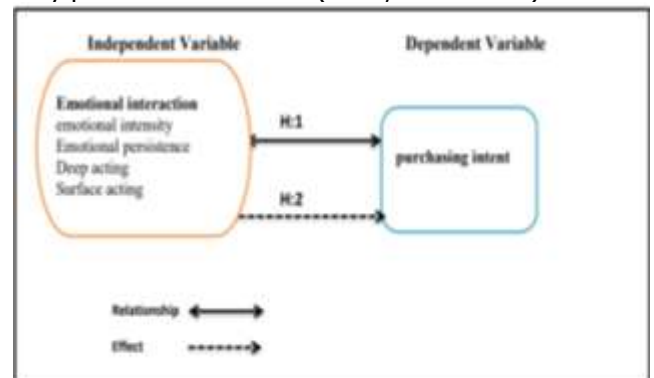 Independent Variable
Dependent Variable
Emotional interaction
emotional intensity
Emotional persistence
Deep acting
Surface acting
H:1
purchasing intent
H:2
Relationship
Effect